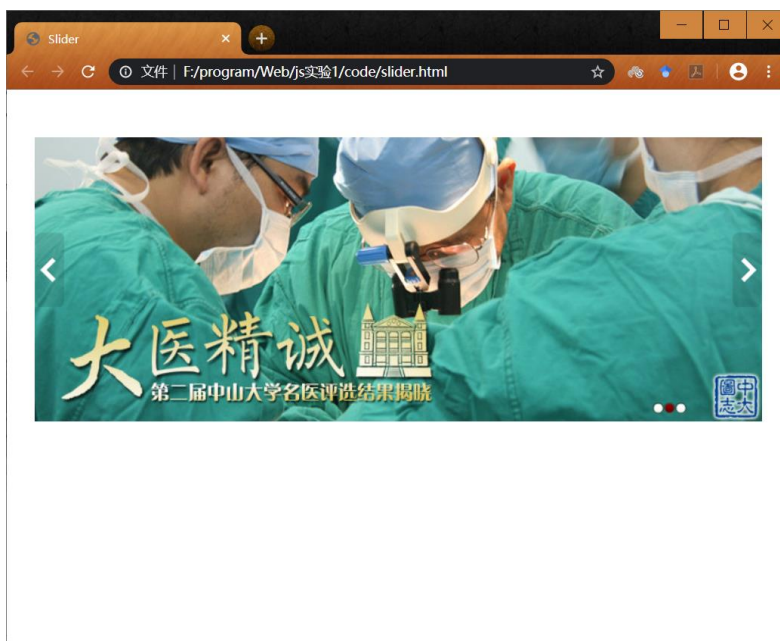 Slider
文件 | F:/program/Web/js实验1/code/slider.html
大医精诚
第二届中山大学名医评选结果揭晓
中大
圖志